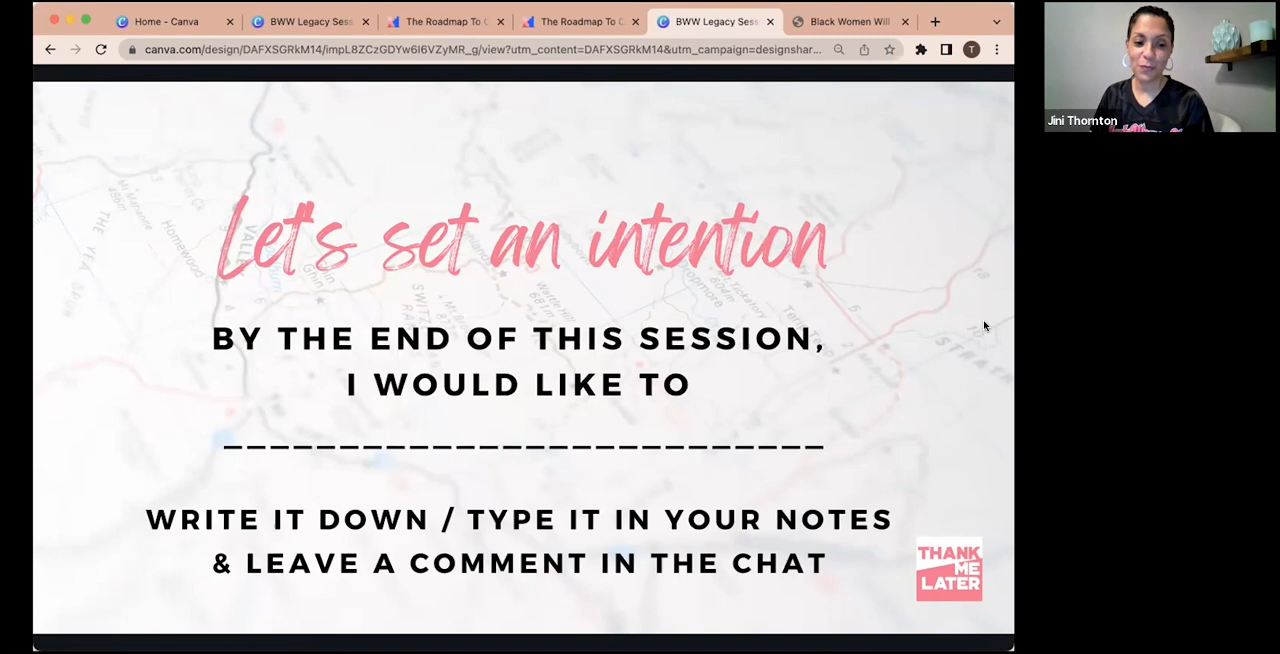 Home - Canva
BWW Legacy Sess
The Roadmap To C
The Roadmap To C
BWW Legacy Sess
Black Women Will
canva.com/design/DAFXSGRkM14/impL8ZCzGDYw6I6VZyMR_g/view?utm_content=DAFXSGRkM14&utm_campaign=designshar...
T
Jini Thornton
Let's set an intention
BY THE END OF THIS SESSION,
I WOULD LIKE TO
__________________________
WRITE IT DOWN / TYPE IT IN YOUR NOTES
& LEAVE A COMMENT IN THE CHAT
THANK
ME
LATER